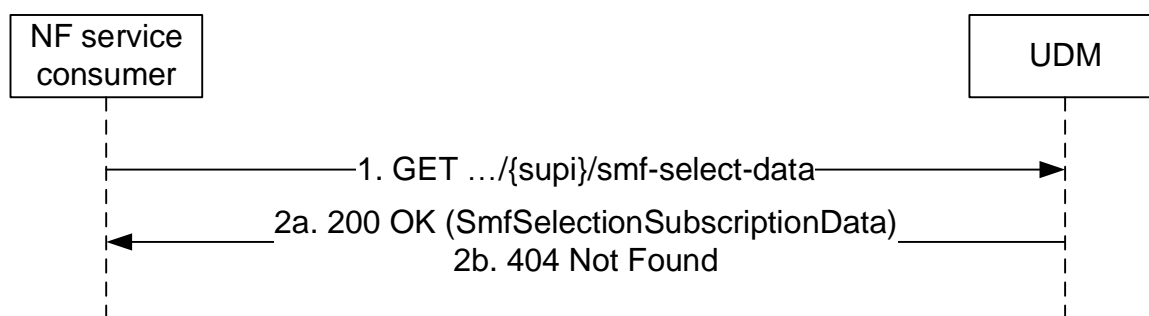 NF service
consumer
UDM
1. GET …/{supi}/smf-select-data
2a. 200 OK (SmfSelectionSubscriptionData)
2b. 404 Not Found